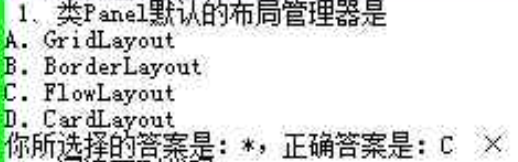 1、类Panel默认的布局管理器是
A. GridLayout
B. BorderLayout
C. FlowLayout
D. CardLayout
你所选择的答案是: *, 正确答案是: C ×